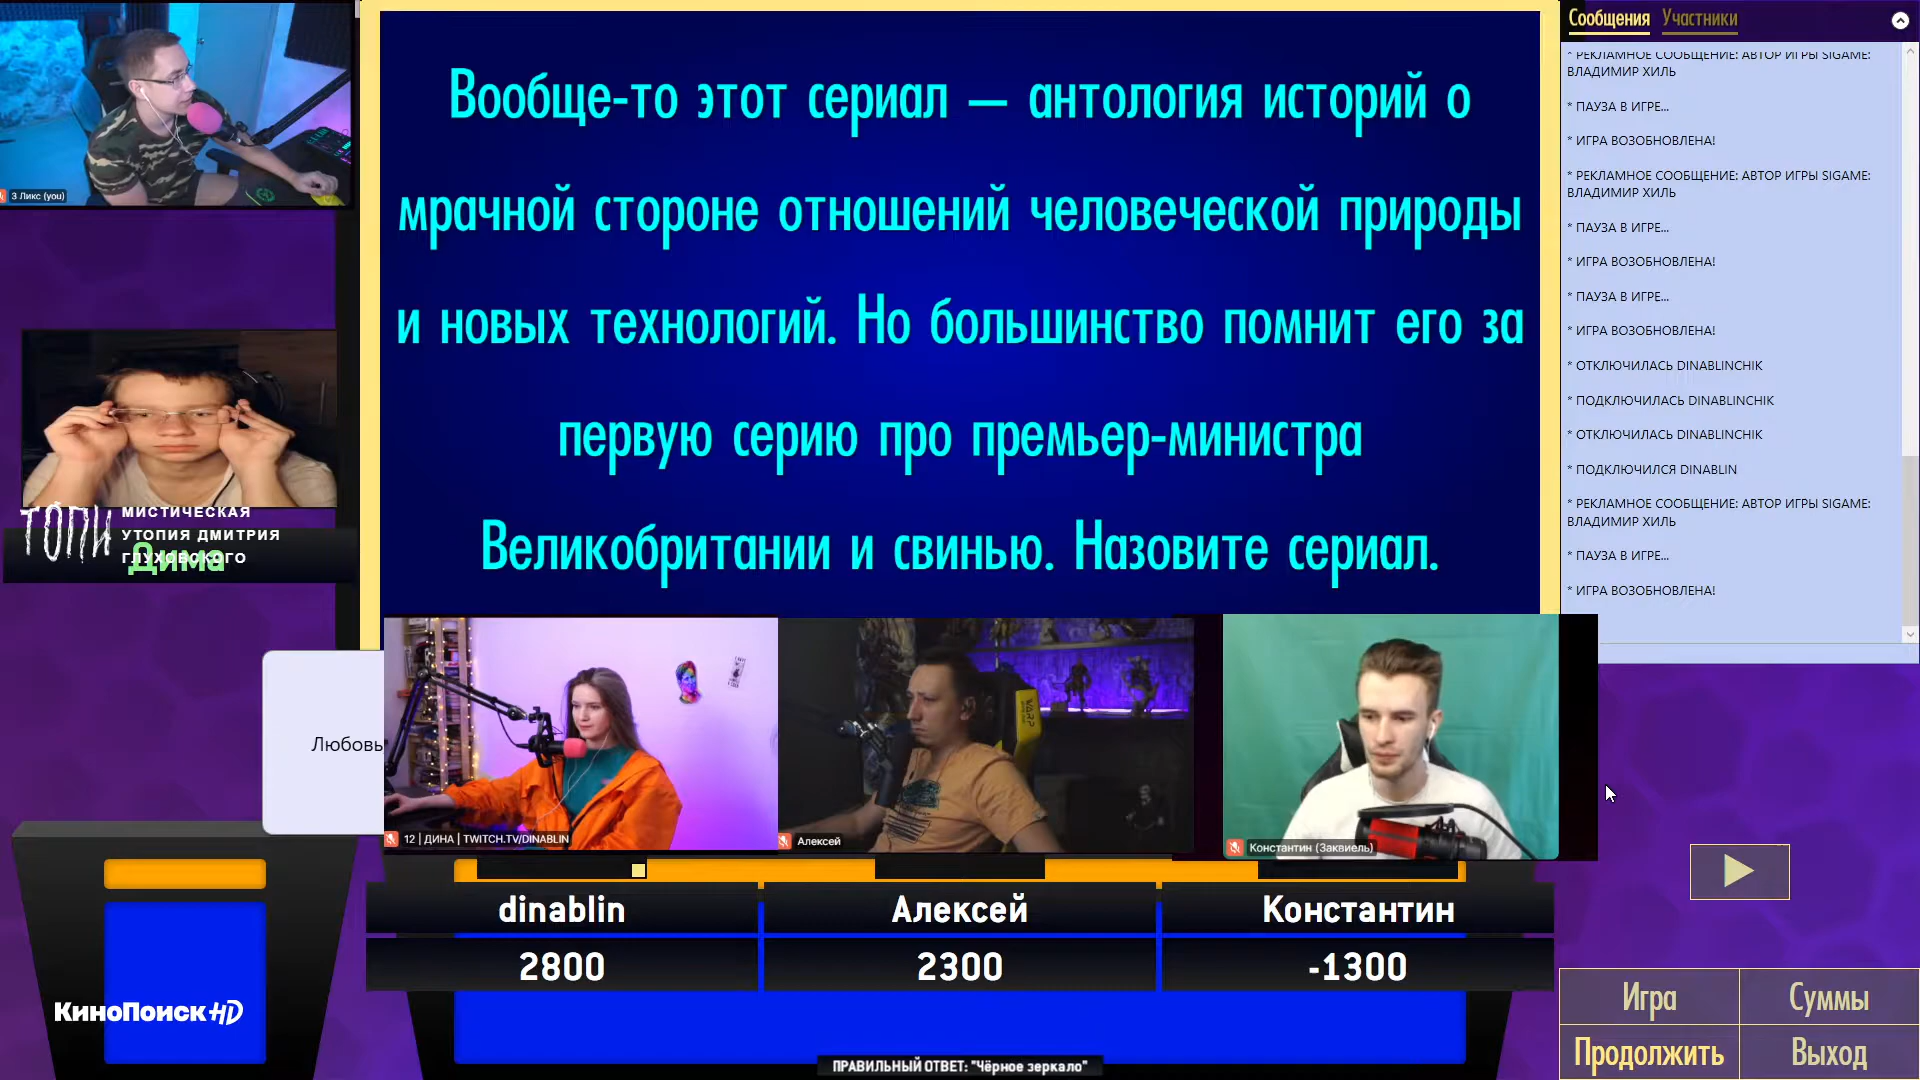 Вообще-то этот сериал — антология историй о
мрачной стороне отношений человеческой природы
и новых технологий. Но большинство помнит его за
первую серию про премьер-министра
Великобритании и свинью. Назовите сериал.
3 Ликс (you)
ТОПИ
МИСТИЧЕСКАЯ
УТОПИЯ ДМИТРИЯ
ГЛУХОВСКОГО
Дима
Любовь
12 | ДИНА | TWITCH.TV/DINABLIN
Алексей
Константин (Заквиель)
dinablin
Алексей
Константин
2800
2300
-1300
КиноПоиск HD
ПРАВИЛЬНЫЙ ОТВЕТ: "Чёрное зеркало"
Сообщения Участники
* РЕКЛАМНОЕ СООБЩЕНИЕ: АВТОР ИГРЫ SIGAME:
ВЛАДИМИР ХИЛЬ
* ПАУЗА В ИГРЕ...
* ИГРА ВОЗОБНОВЛЕНА!
* РЕКЛАМНОЕ СООБЩЕНИЕ: АВТОР ИГРЫ SIGAME:
ВЛАДИМИР ХИЛЬ
* ПАУЗА В ИГРЕ...
* ИГРА ВОЗОБНОВЛЕНА!
* ПАУЗА В ИГРЕ...
* ИГРА ВОЗОБНОВЛЕНА!
* ОТКЛЮЧИЛАСЬ DINABLINCHIK
* ПОДКЛЮЧИЛАСЬ DINABLINCHIK
* ОТКЛЮЧИЛАСЬ DINABLINCHIK
* ПОДКЛЮЧИЛСЯ DINABLIN
* РЕКЛАМНОЕ СООБЩЕНИЕ: АВТОР ИГРЫ SIGAME:
ВЛАДИМИР ХИЛЬ
* ПАУЗА В ИГРЕ...
* ИГРА ВОЗОБНОВЛЕНА!
Игра
Суммы
Продолжить
Выход